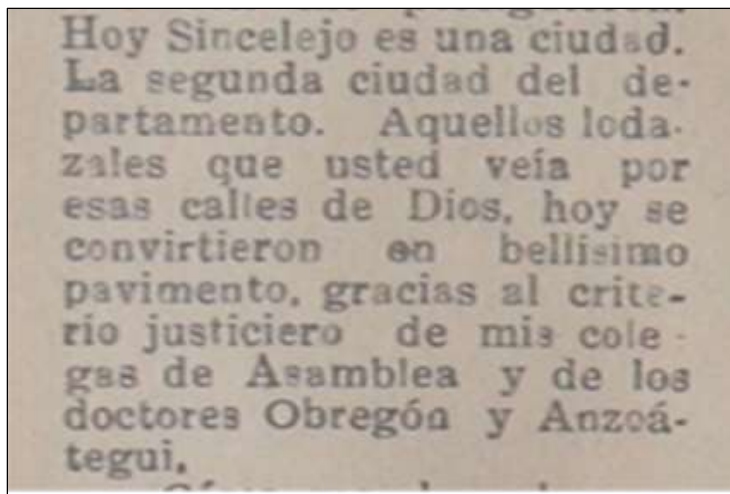 Hoy Sincelejo es una ciudad.
La segunda ciudad del de-
partamento. Aquellos loda-
zales que usted veía por
esas calles de Dios, hoy se
convirtieron en bellisimo
pavimento, gracias al crite-
rio justiciero de mis cole-
gas de Asamblea y de los
doctores Obregón y Anzoá-
tegui.